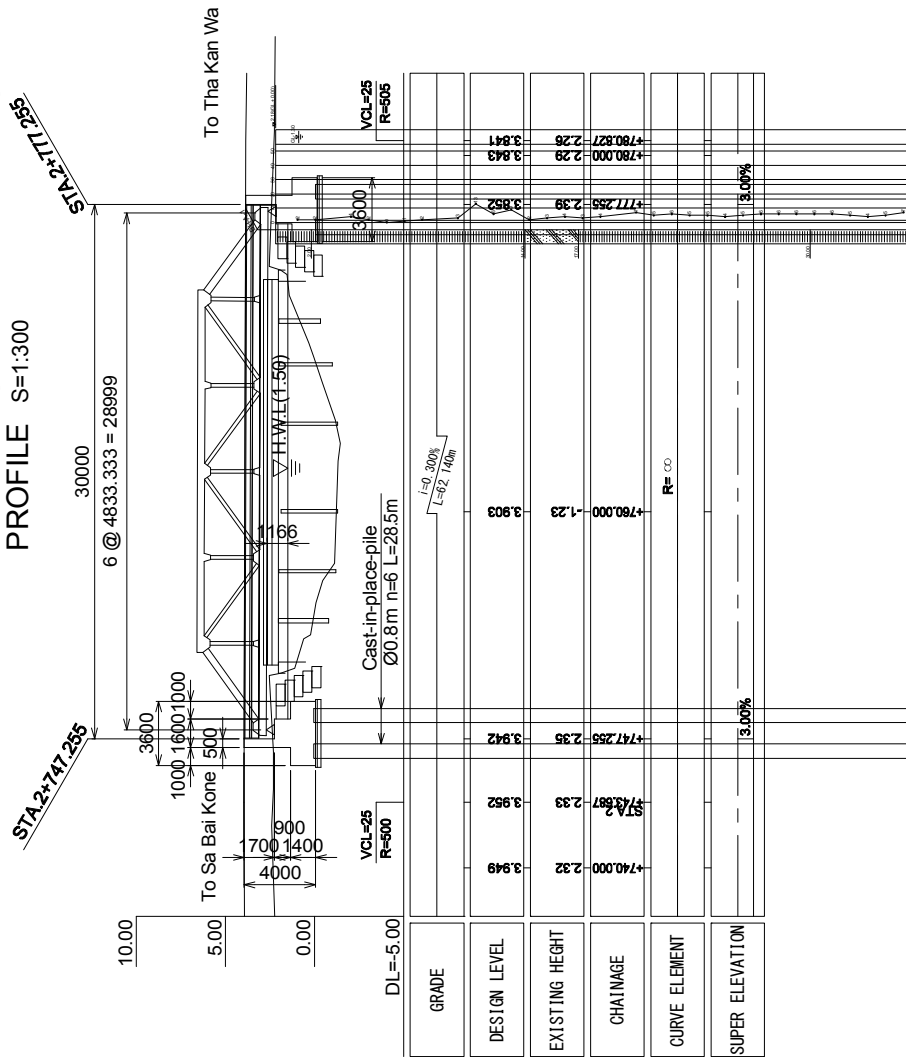 PROFILE S=1:300
STA.2+747.255
STA.2+777.255
30000
6 @ 4833.333 = 28999
3600
1000 1600 1000
500
To Sa Bai Kone
To Tha Kan Wa
1700 900 1400
4000
1166
H.W.L(1.50)
3600
Cast-in-place-pile
Ø0.8m n=6 L=28.5m
10.00
5.00
0.00
DL=-5.00
VCL=25
R=500
VCL=25
R=505
GRADE
i=0.300%
L=62.140m
DESIGN LEVEL
3.949 3.952 3.942 3.903 3.852 3.843 3.841
EXISTING HEGHT
2.32 2.33 2.35 -1.23 2.39 2.29 2.26
CHAINAGE
+740.000 STA.2 +743.687 +747.255 +760.000 +777.255 +780.000 +780.827
CURVE ELEMENT
R= ∞
SUPER ELEVATION
3.00% 3.00%